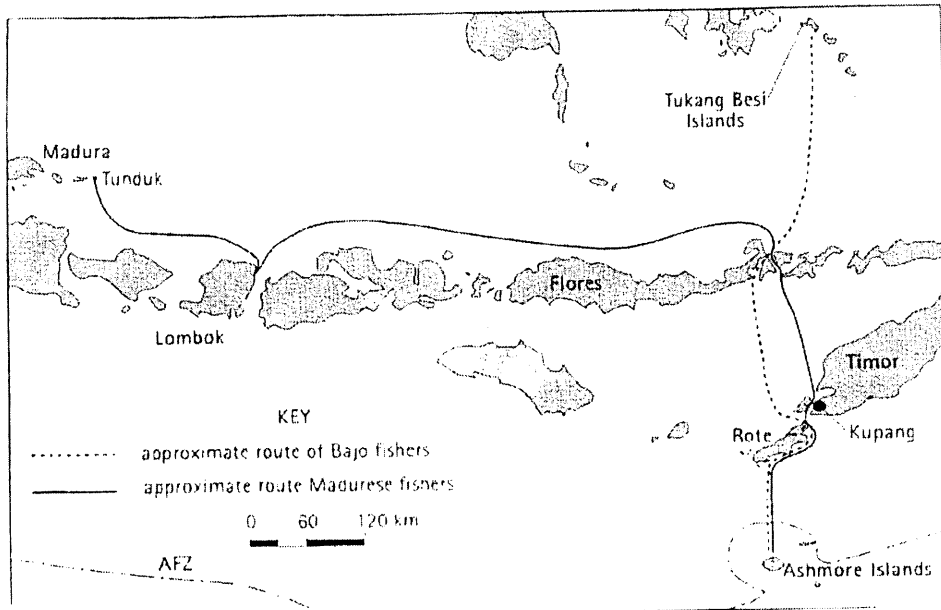 Tukang Besi
Islands
Madura
Tunduk
Flores
Lombok
Timor
KEY
Rote
Kupang
approximate route of Bajo fishers
approximate route Madurese fishers
0 60 120 km
AFZ
Ashmore Islands